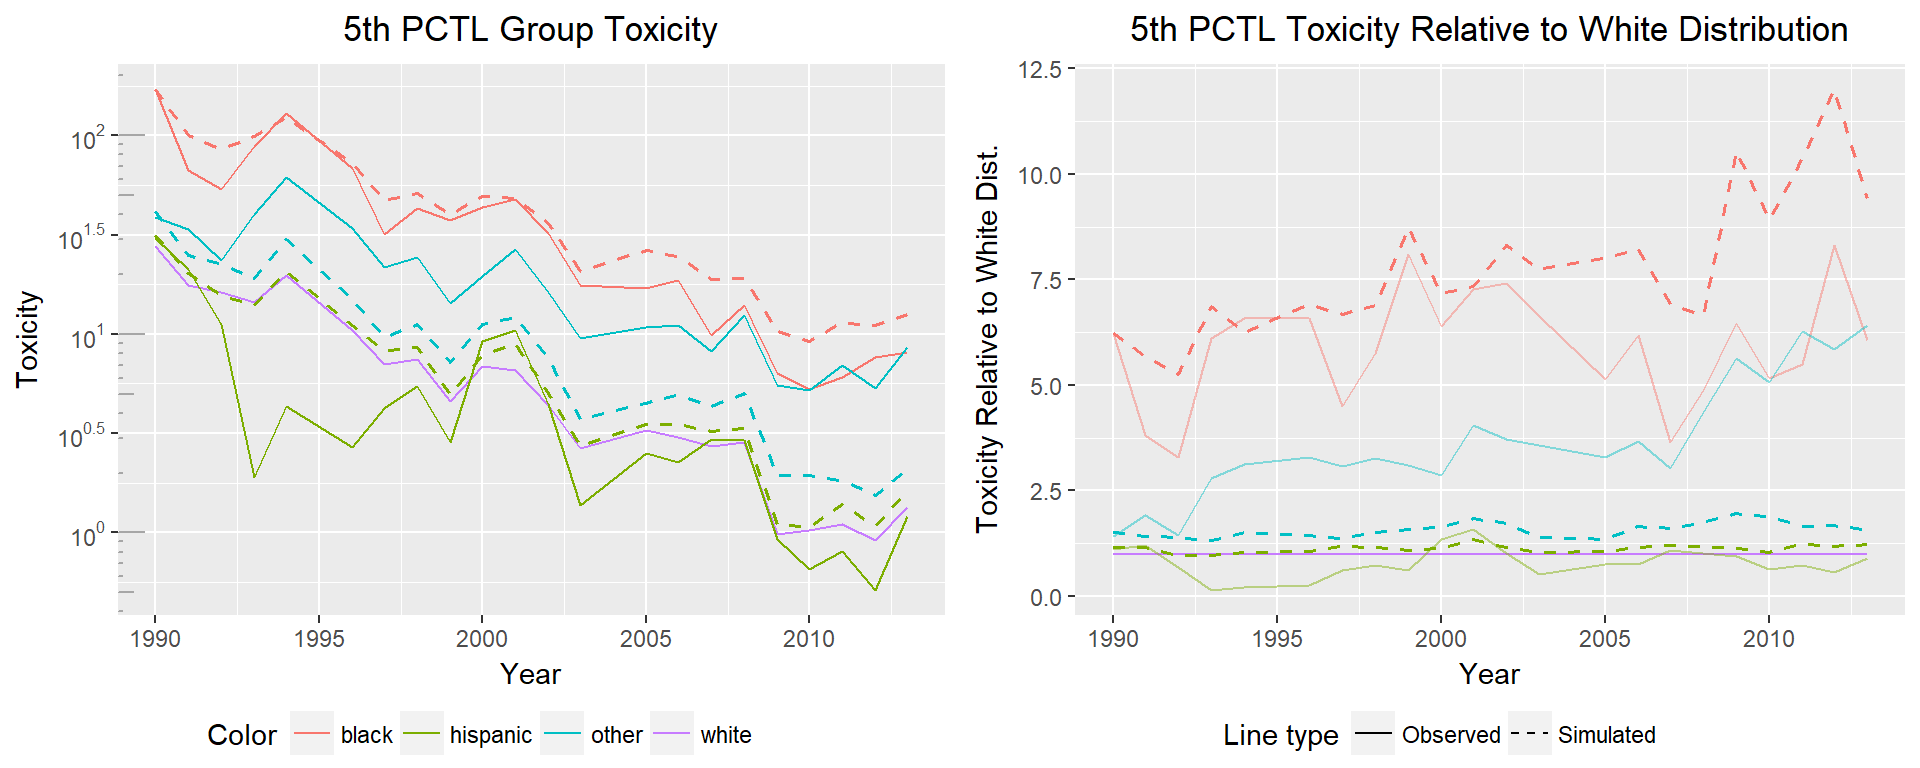 5th PCTL Group Toxicity
Toxicity
10^2
10^1.5
10^1
10^0.5
10^0
1990 1995 2000 2005 2010
Year
Color black hispanic other white
5th PCTL Toxicity Relative to White Distribution
Toxicity Relative to White Dist.
12.5
10.0
7.5
5.0
2.5
0.0
1990 1995 2000 2005 2010
Year
Line type Observed Simulated